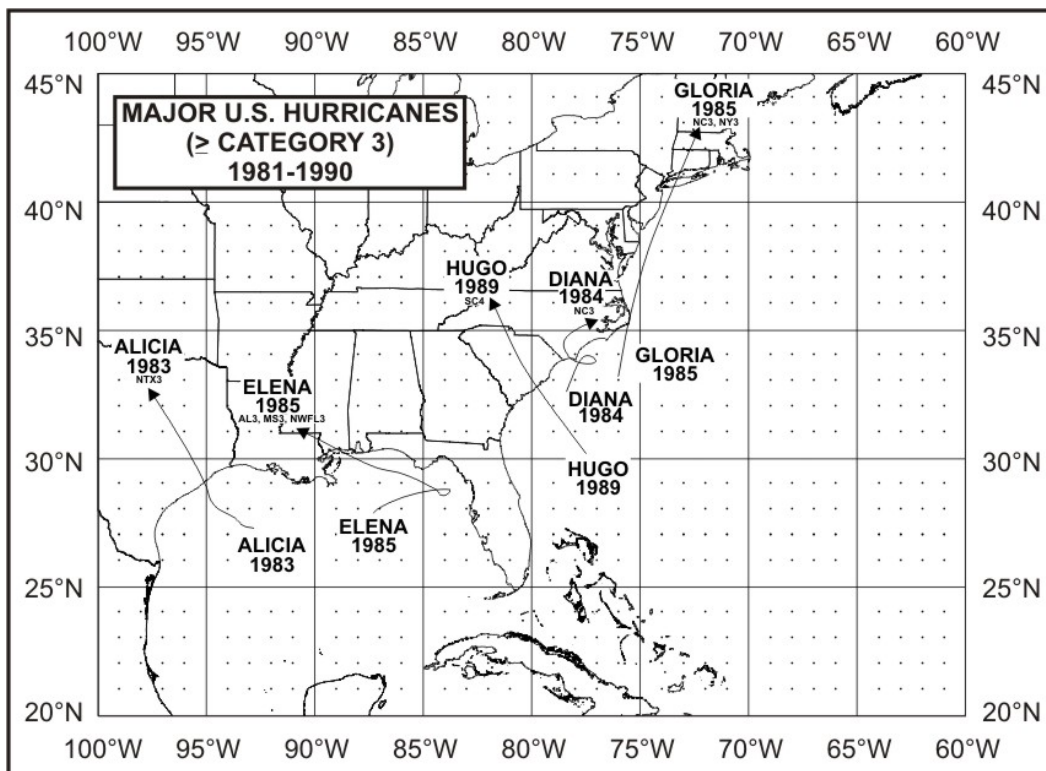 100°W 95°W 90°W 85°W 80°W 75°W 70°W 65°W 60°W
45°N 45°N
MAJOR U.S. HURRICANES
(≥ CATEGORY 3)
1981-1990
GLORIA
1985
NC3, NY3
40°N 40°N
HUGO
1989
SC4
DIANA
1984
NC3
35°N 35°N
ALICIA
1983
NTX3
ELENA
1985
AL3, MS3, NWFL3
GLORIA
1985
DIANA
1984
30°N 30°N
HUGO
1989
ELENA
1985
ALICIA
1983
25°N 25°N
20°N 20°N
100°W 95°W 90°W 85°W 80°W 75°W 70°W 65°W 60°W